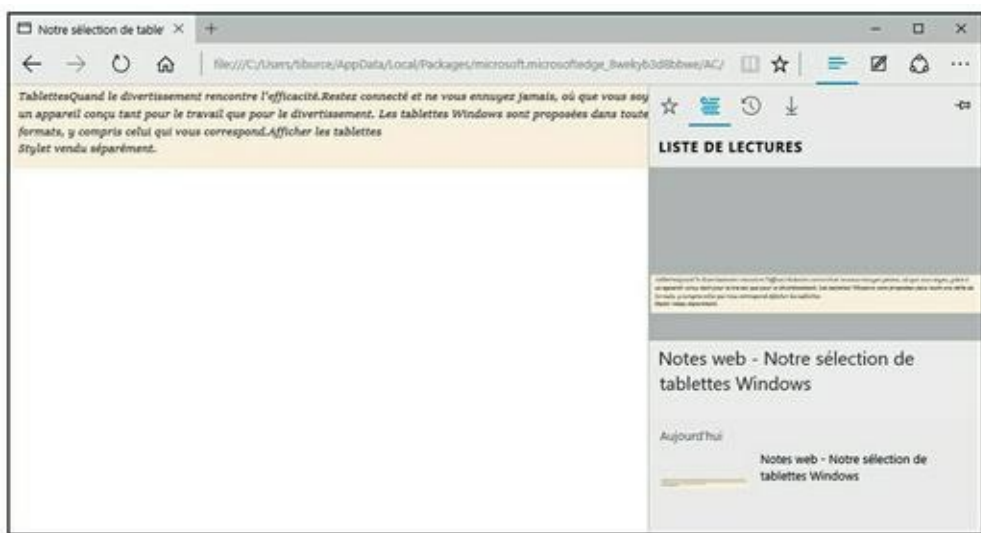 Notre sélection de table
file:///C:/Users/tiburce/AppData/Local/Packages/microsoft.microsoftedge_8wekyb3d8bbwe/AC/
TablettesQuand le divertissement rencontre l'efficacité.Restez connecté et ne vous ennuyez jamais, où que vous soy
un appareil conçu tant pour le travail que pour le divertissement. Les tablettes Windows sont proposées dans toute
formats, y compris celui qui vous correspond.Afficher les tablettes
Stylet vendu séparément.
LISTE DE LECTURES
Notes web - Notre sélection de
tablettes Windows
Aujourd'hui
Notes web - Notre sélection de
tablettes Windows